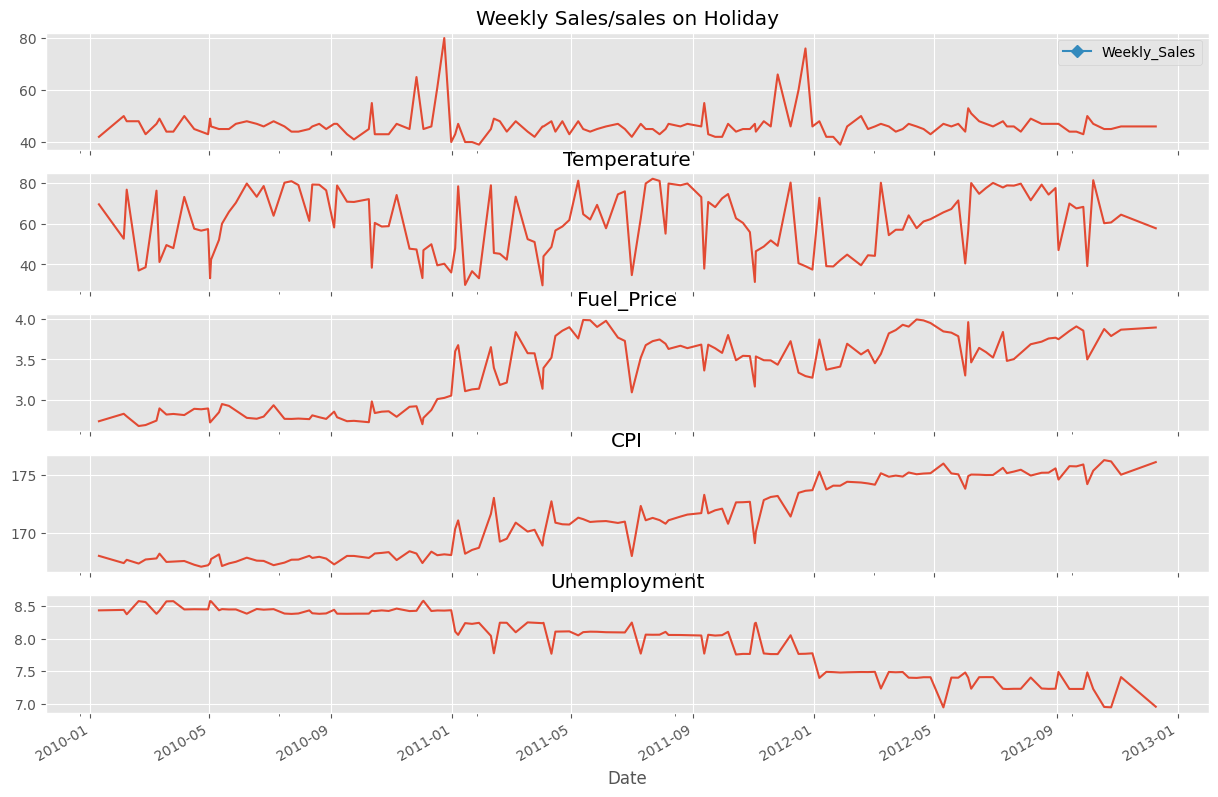 Weekly Sales/sales on Holiday
80
60
40
Weekly_Sales
Temperature
80
60
40
Fuel_Price
4.0
3.5
3.0
CPI
175
170
Unemployment
8.5
8.0
7.5
7.0
2010-01 2010-05 2010-09 2011-01 2011-05 2011-09 2012-01 2012-05 2012-09 2013-01
Date